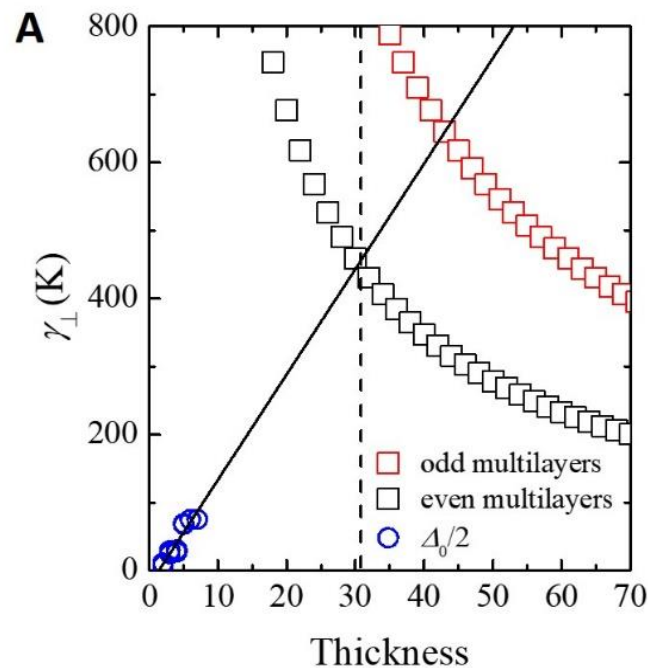 A
800
600
400
200
0
γ⊥ (K)
odd multilayers
even multilayers
Δ₀/2
0 10 20 30 40 50 60 70
Thickness